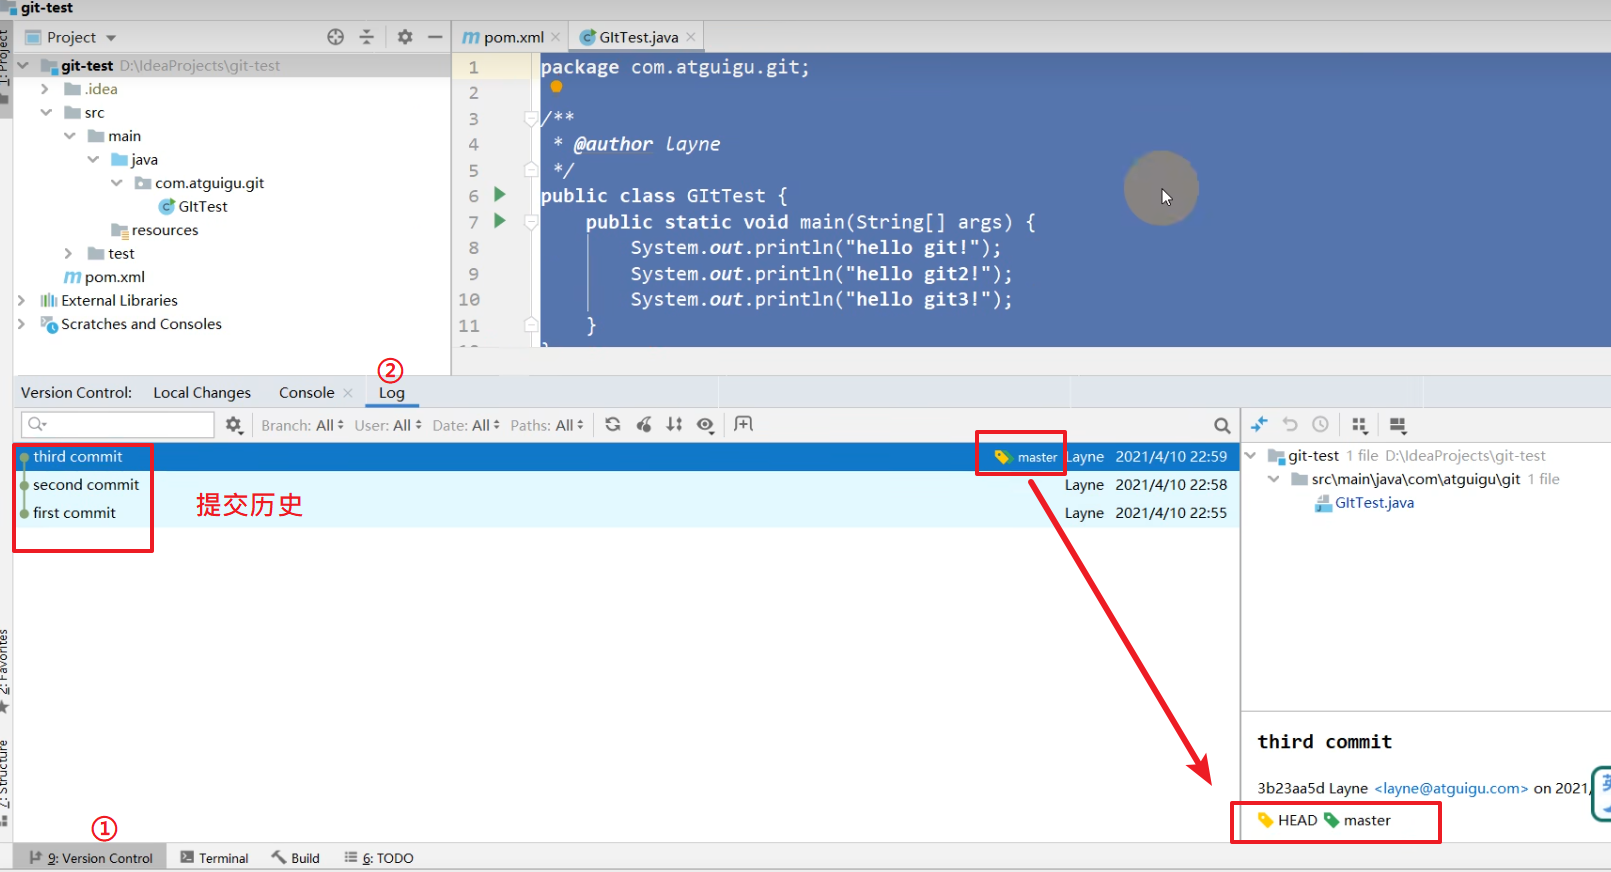 git-test
Project
pom.xml
GItTest.java
1: Project
git-test D:\IdeaProjects\git-test
.idea
src
main
java
com.atguigu.git
GItTest
resources
test
pom.xml
External Libraries
Scratches and Consoles
1 package com.atguigu.git;
2
3 /**
4 * @author layne
5 */
6 public class GItTest {
7 public static void main(String[] args) {
8 System.out.println("hello git!");
9 System.out.println("hello git2!");
10 System.out.println("hello git3!");
11 }
②
Version Control: Local Changes Console Log
Branch: All User: All Date: All Paths: All
third commit master Layne 2021/4/10 22:59
second commit Layne 2021/4/10 22:58
first commit Layne 2021/4/10 22:55
提交历史
git-test 1 file D:\IdeaProjects\git-test
src\main\java\com\atguigu\git 1 file
GItTest.java
2: Favorites
7: Structure
third commit
3b23aa5d Layne <layne@atguigu.com> on 2021/
英
HEAD master
①
9: Version Control Terminal Build 6: TODO